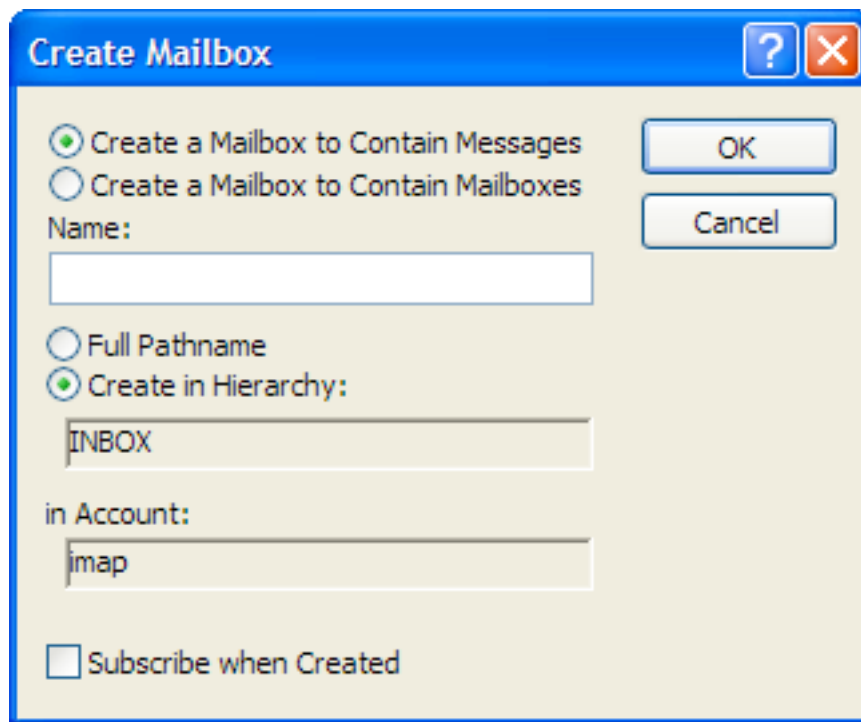 Create Mailbox
?
Create a Mailbox to Contain Messages
OK
Create a Mailbox to Contain Mailboxes
Name:
Cancel
Full Pathname
Create in Hierarchy:
INBOX
in Account:
imap
Subscribe when Created